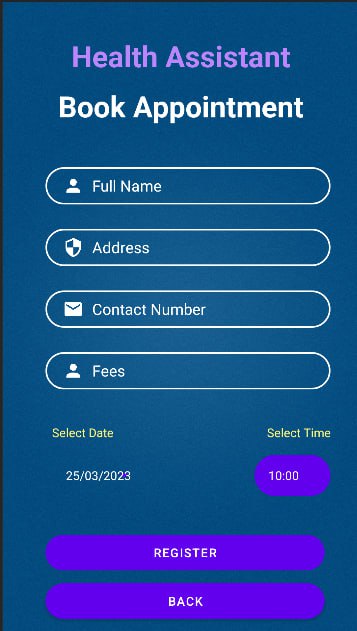 Health Assistant
Book Appointment
Full Name
Address
Contact Number
Fees
Select Date Select Time
25/03/2023 10:00
REGISTER
BACK